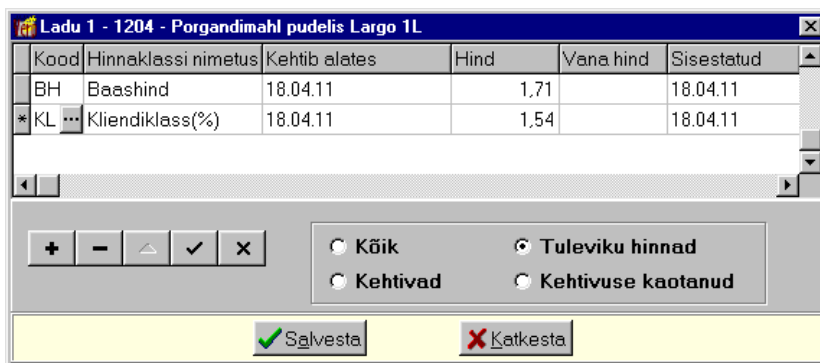 Ladu 1 - 1204 - Porgandimahl pudelis Largo 1L
Kood Hinnaklassi nimetus Kehtib alates Hind Vana hind Sisestatud
BH Baashind 18.04.11 1,71 18.04.11
* KL ... Kliendiklass(%) 18.04.11 1,54 18.04.11
Kõik Tuleviku hinnad
Kehtivad Kehtivuse kaotanud
Salvesta Katkesta